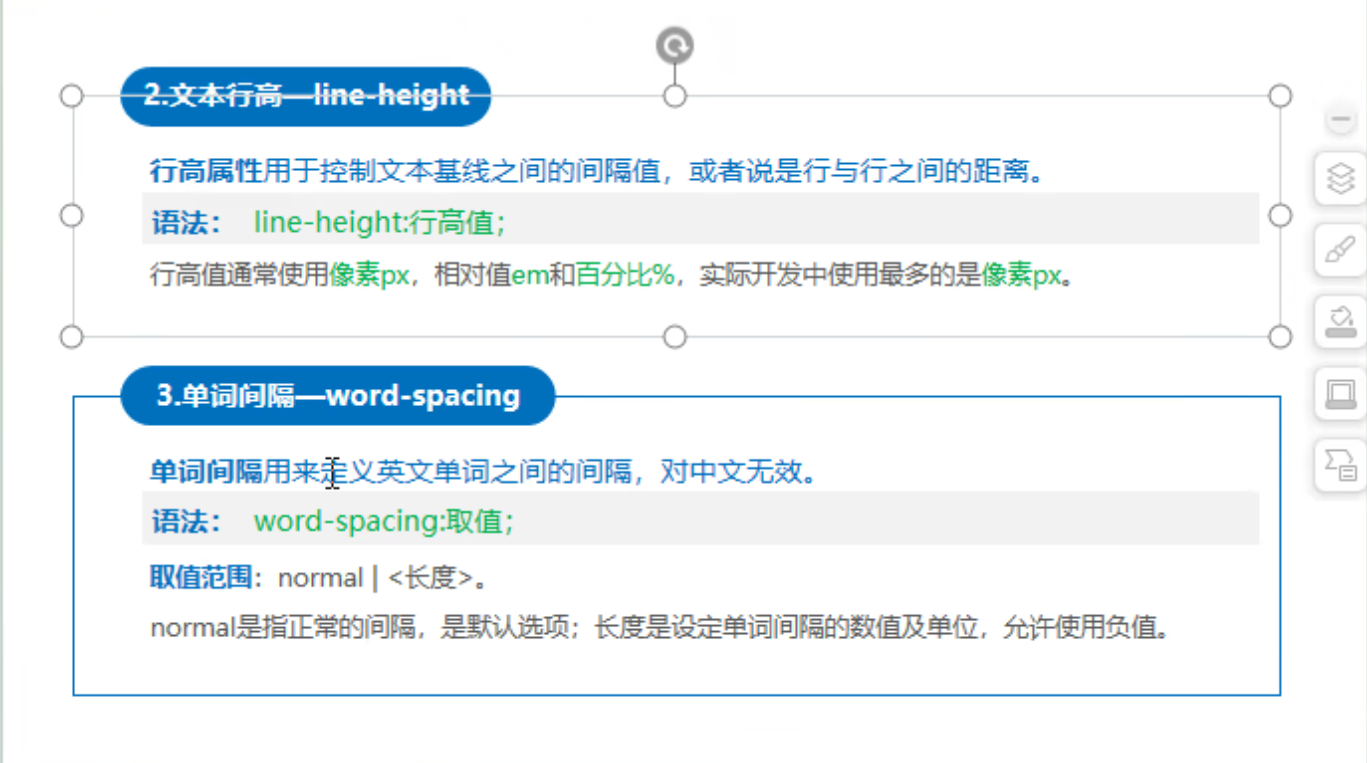 2.文本行高—line-height
行高属性用于控制文本基线之间的间隔值，或者说是行与行之间的距离。
语法： line-height:行高值；
行高值通常使用像素px，相对值em和百分比%，实际开发中使用最多的是像素px。
3.单词间隔—word-spacing
单词间隔用来定义英文单词之间的间隔，对中文无效。
语法： word-spacing:取值；
取值范围：normal | <长度>。
normal是指正常的间隔，是默认选项；长度是设定单词间隔的数值及单位，允许使用负值。